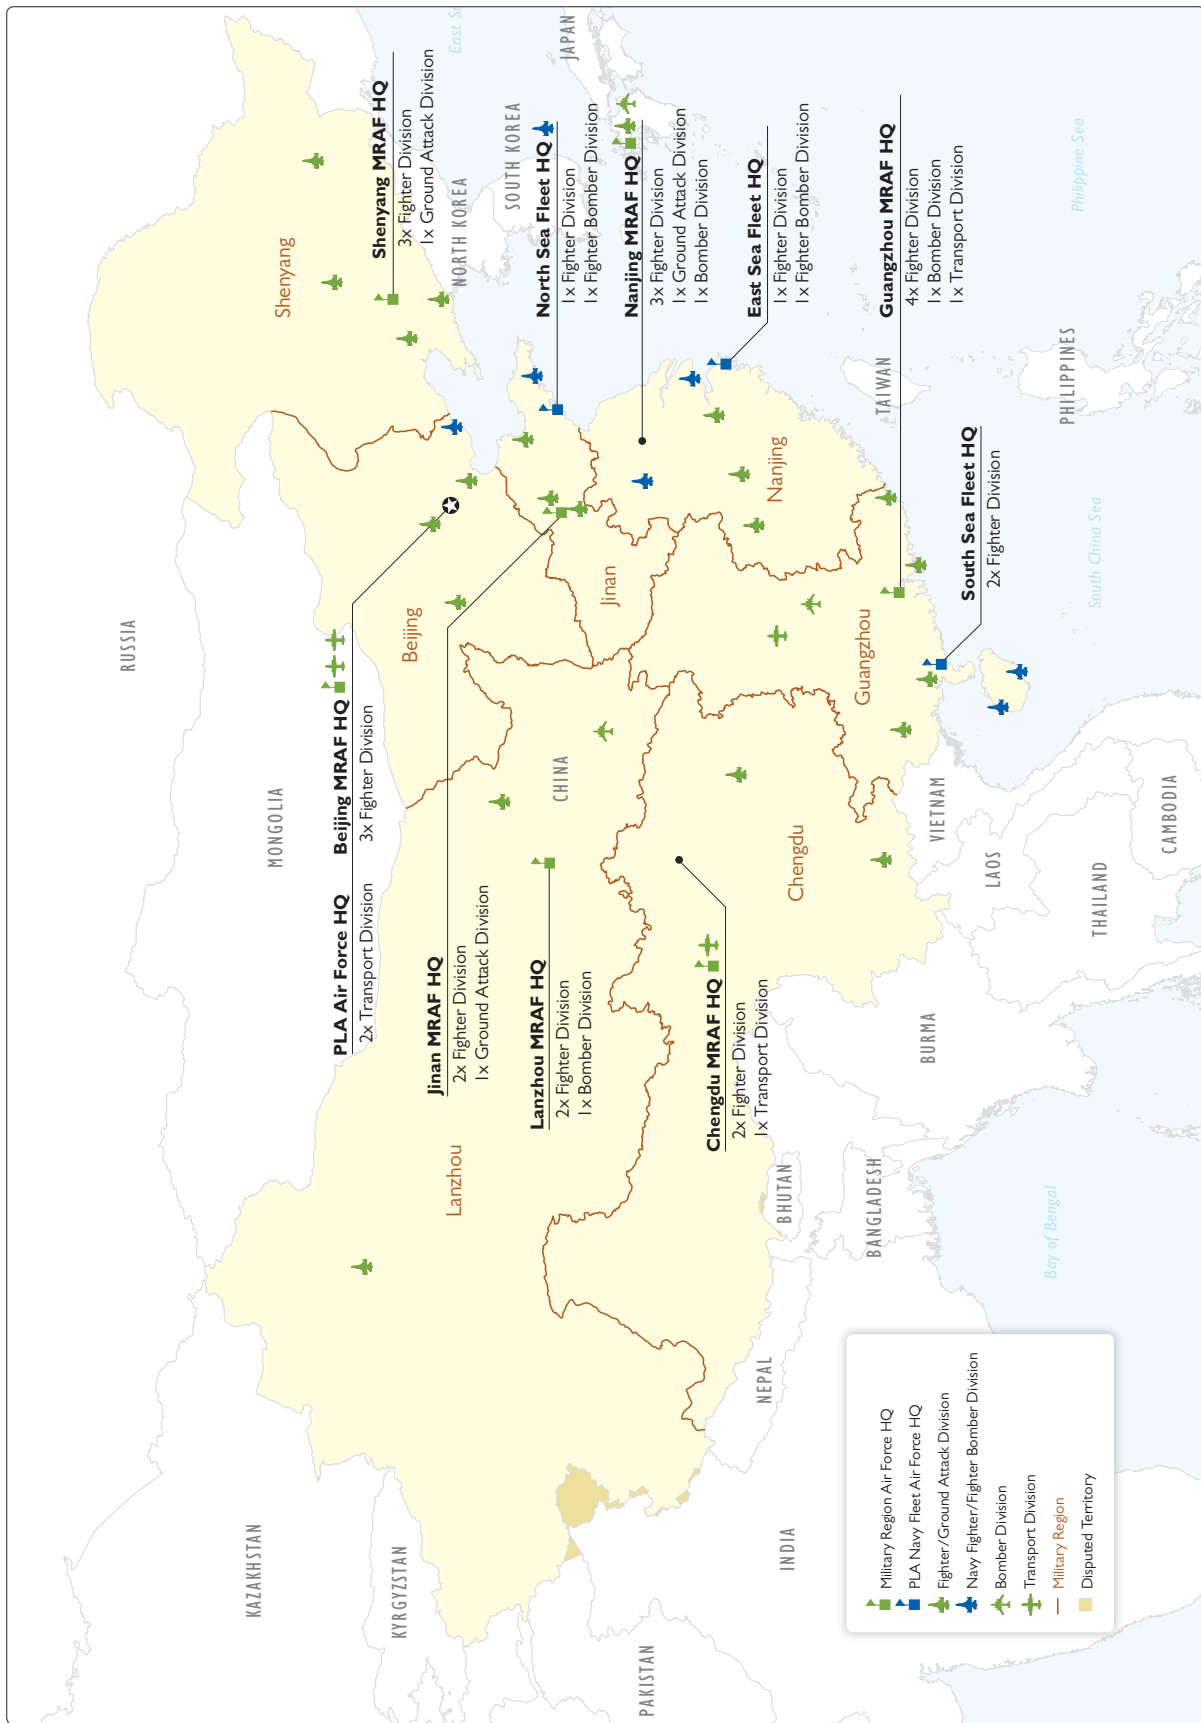 RUSSIA
MONGOLIA
KAZAKHSTAN
KYRGYZSTAN
PAKISTAN
INDIA
NEPAL
BHUTAN
BANGLADESH
BURMA
THAILAND
LAOS
VIETNAM
CAMBODIA
CHINA
NORTH KOREA
SOUTH KOREA
JAPAN
TAIWAN
PHILIPPINES
Philippine Sea
South China Sea
Bay of Bengal
Shenyang
Beijing
Jinan
Nanjing
Guangzhou
Chengdu
Lanzhou
PLA Air Force HQ
2x Transport Division
Beijing MRAF HQ
3x Fighter Division
Shenyang MRAF HQ
3x Fighter Division
1x Ground Attack Division
Jinan MRAF HQ
2x Fighter Division
1x Ground Attack Division
Lanzhou MRAF HQ
2x Fighter Division
1x Bomber Division
North Sea Fleet HQ
1x Fighter Division
1x Fighter Bomber Division
Nanjing MRAF HQ
3x Fighter Division
1x Ground Attack Division
1x Bomber Division
Chengdu MRAF HQ
2x Fighter Division
1x Transport Division
East Sea Fleet HQ
1x Fighter Division
1x Fighter Bomber Division
Guangzhou MRAF HQ
4x Fighter Division
1x Bomber Division
1x Transport Division
South Sea Fleet HQ
2x Fighter Division
Military Region Air Force HQ
PLA Navy Fleet Air Force HQ
Fighter/Ground Attack Division
Navy Fighter/Fighter Bomber Division
Bomber Division
Transport Division
Military Region
Disputed Territory